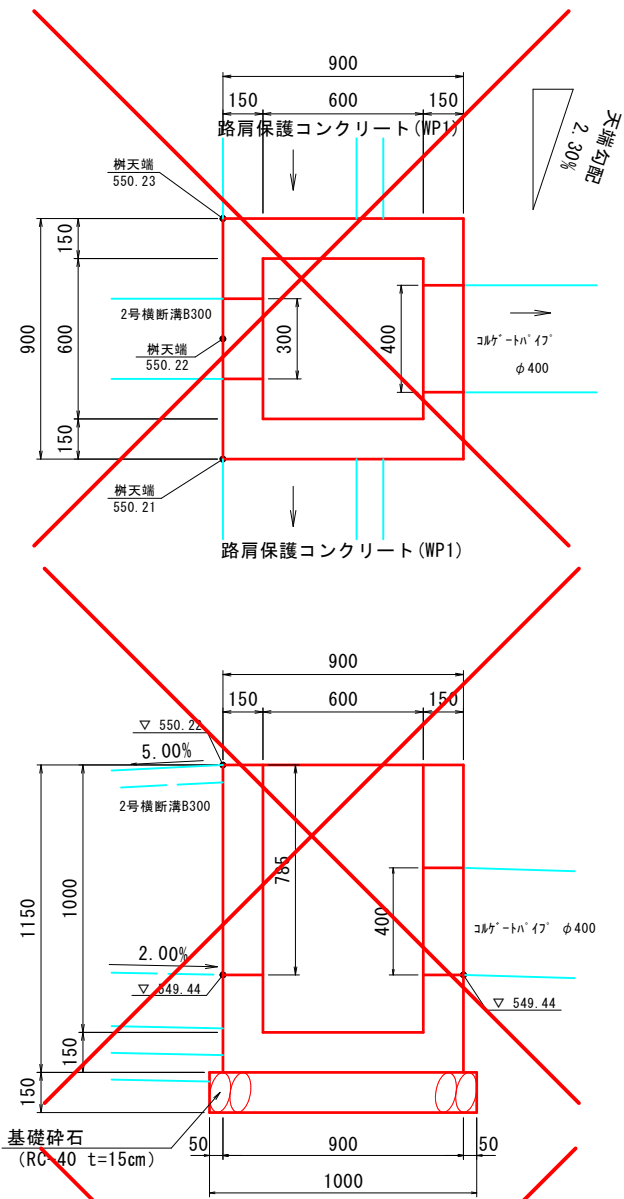 900
150
600
150
路肩保護コンクリート(WP1)
天端勾配
2.30%
桝天端
550.23
150
600
900
150
2号横断溝B300
桝天端
550.22
300
400
コルゲートパイプ
φ400
桝天端
550.21
路肩保護コンクリート(WP1)
900
150
600
150
▽ 550.22
5.00%
2号横断溝B300
785
1000
1150
400
コルゲートパイプ φ400
2.00%
▽ 549.44
▽ 549.44
150
150
基礎砕石
(RC-40 t=15cm)
50
900
50
1000